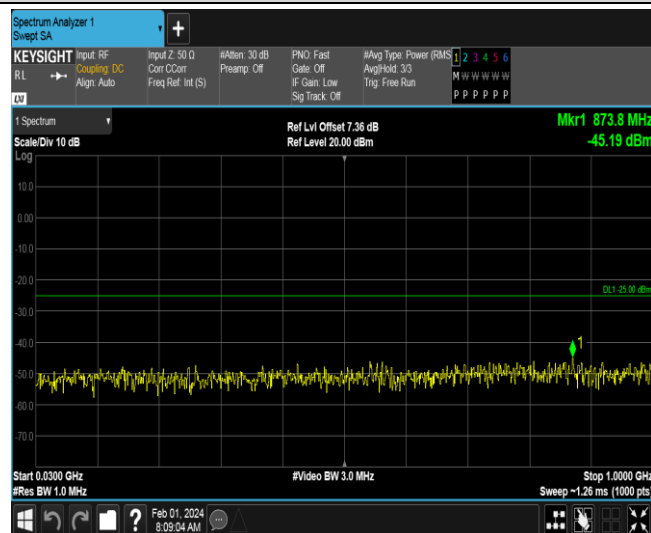 Spectrum Analyzer 1
Swept SA
KEYSIGHT
RL
Input: RF
Coupling: DC
Align: Auto
Input Z: 50 Ω
Corr CCorr
Freq Ref: Int (S)
#Atten: 30 dB
Preamp: Off
PNO: Fast
Gate: Off
IF Gain: Low
Sig Track: Off
#Avg Type: Power (RMS
Avg|Hold: 3/3
Trig: Free Run
1 2 3 4 5 6
M W W W W W
P P P P P P
1 Spectrum
Scale/Div 10 dB
Ref Lvl Offset 7.36 dB
Ref Level 20.00 dBm
Mkr1 873.8 MHz
-45.19 dBm
Log
10.0
0.00
-10.0
-20.0
DL1 -25.00 dBm
-30.0
-40.0
1
-50.0
-60.0
-70.0
Start 0.0300 GHz
#Res BW 1.0 MHz
#Video BW 3.0 MHz
Stop 1.0000 GHz
Sweep ~1.26 ms (1000 pts)
Feb 01, 2024
8:09:04 AM